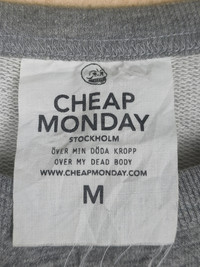 CHEAP
MONDAY
STOCKHOLM
ÖVER MIN DÖDA KROPP
OVER MY DEAD BODY
WWW.CHEAPMONDAY.COM
M